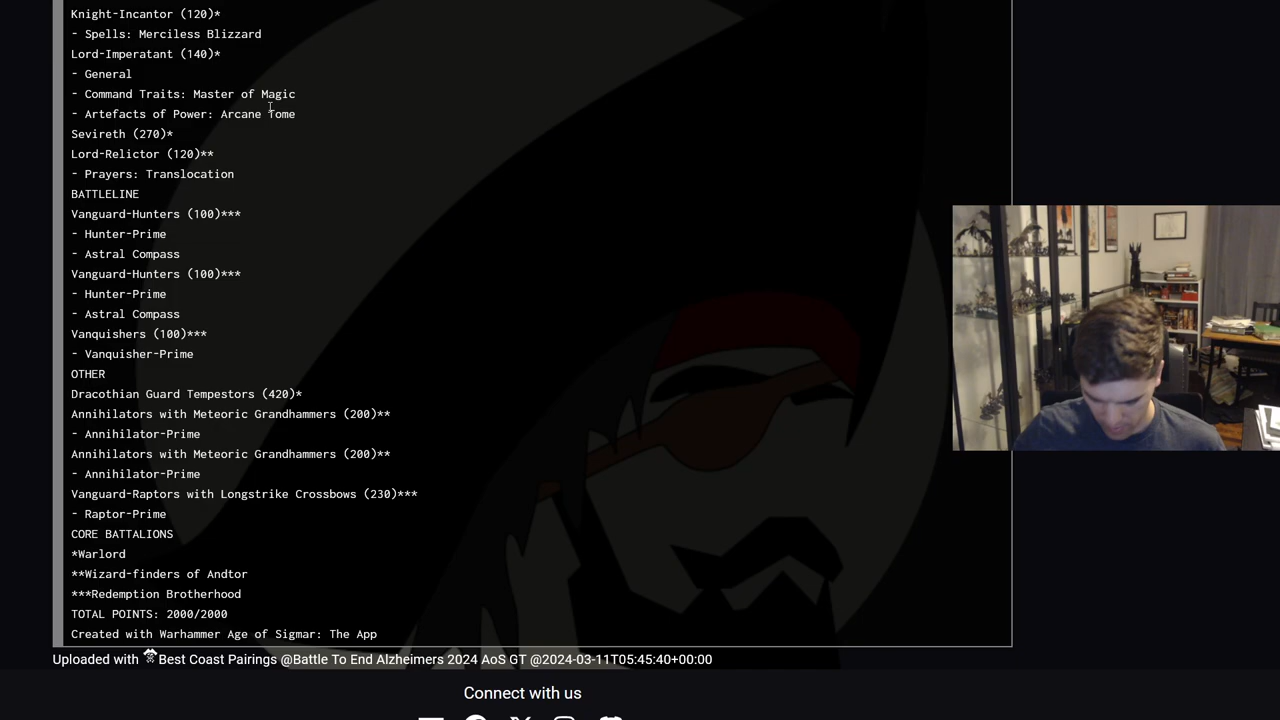 Knight-Incantor (120)*
- Spells: Merciless Blizzard
Lord-Imperatant (140)*
- General
- Command Traits: Master of Magic
- Artefacts of Power: Arcane Tome
Sevireth (270)*
Lord-Relictor (120)**
- Prayers: Translocation
BATTLELINE
Vanguard-Hunters (100)***
- Hunter-Prime
- Astral Compass
Vanguard-Hunters (100)***
- Hunter-Prime
- Astral Compass
Vanquishers (100)***
- Vanquisher-Prime
OTHER
Dracothian Guard Tempestors (420)*
Annihilators with Meteoric Grandhammers (200)**
- Annihilator-Prime
Annihilators with Meteoric Grandhammers (200)**
- Annihilator-Prime
Vanguard-Raptors with Longstrike Crossbows (230)***
- Raptor-Prime
CORE BATTALIONS
*Warlord
**Wizard-finders of Andtor
***Redemption Brotherhood
TOTAL POINTS: 2000/2000
Created with Warhammer Age of Sigmar: The App
Uploaded with Best Coast Pairings @Battle To End Alzheimers 2024 AoS GT @2024-03-11T05:45:40+00:00
Connect with us